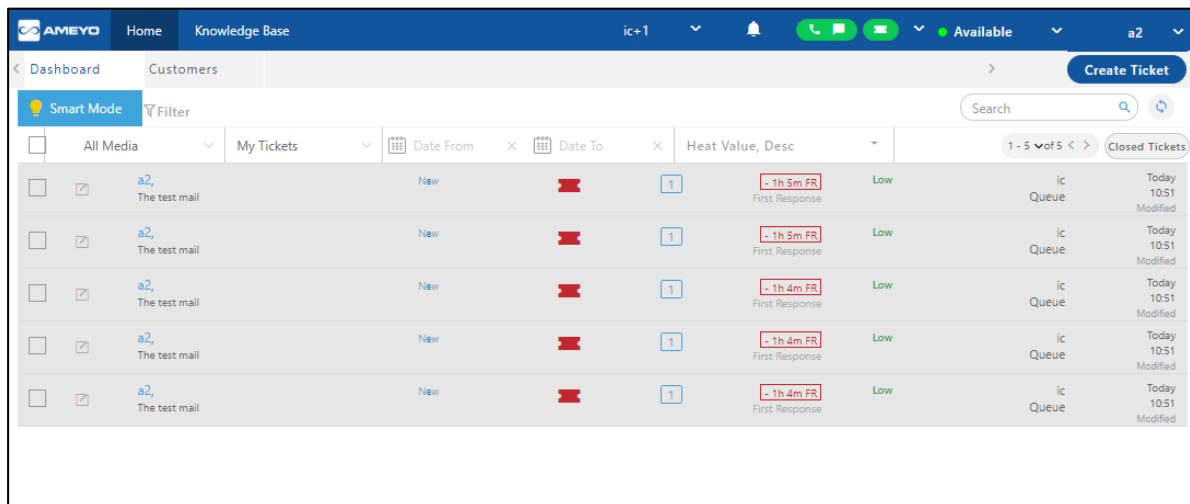 AMEYO Home Knowledge Base ic+1 Available a2
Dashboard Customers Create Ticket
Smart Mode Filter Search
All Media My Tickets Date From Date To Heat Value, Desc 1 - 5 of 5 Closed Tickets
a2, New 1 - 1h 5m FR Low ic Today
The test mail First Response Queue 10:51
Modified
a2, New 1 - 1h 5m FR Low ic Today
The test mail First Response Queue 10:51
Modified
a2, New 1 - 1h 4m FR Low ic Today
The test mail First Response Queue 10:51
Modified
a2, New 1 - 1h 4m FR Low ic Today
The test mail First Response Queue 10:51
Modified
a2, New 1 - 1h 4m FR Low ic Today
The test mail First Response Queue 10:51
Modified